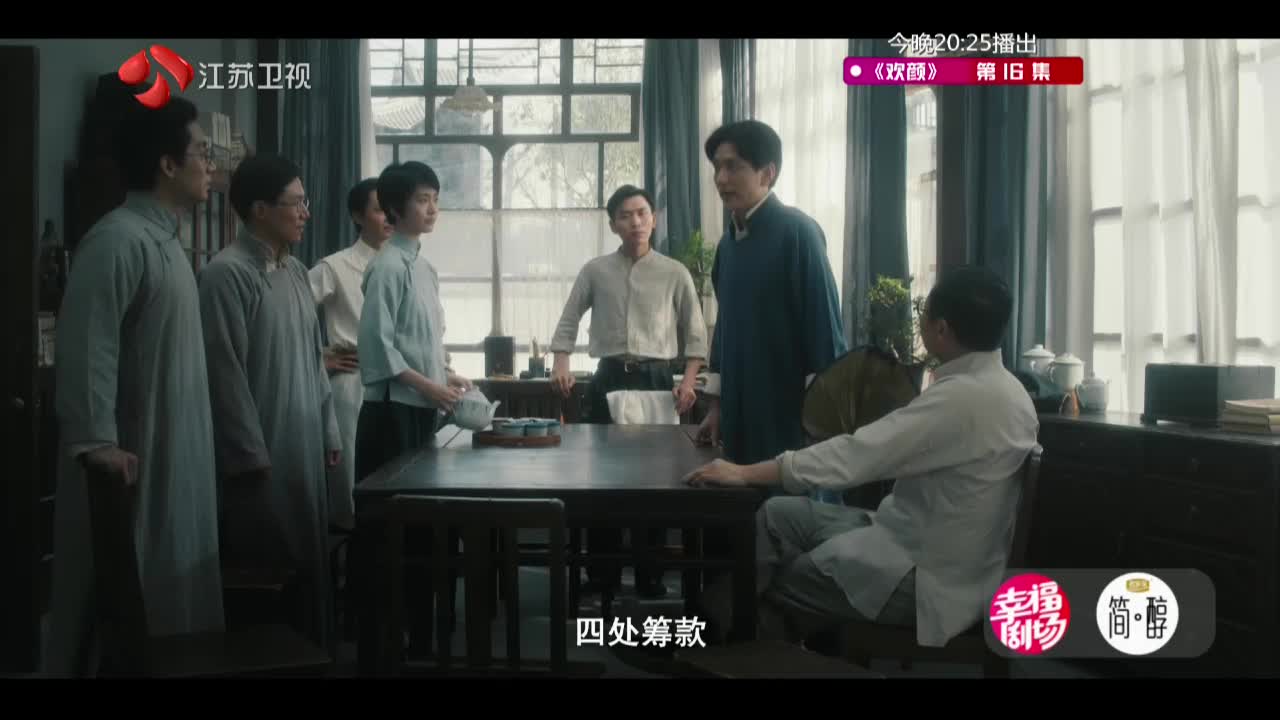 今晚20:25播出
江苏卫视
《欢颜》 第16集
四处筹款
幸福
剧场
简·醇